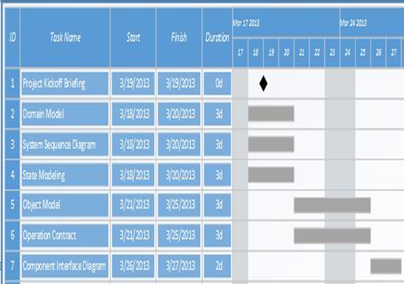 Mar 17 2013 Mar 24 2013
ID Task Name Start Finish Duration
17 18 19 20 21 22 23 24 25 26 27
1 Project Kickoff Briefing 3/19/2013 3/19/2013 0d
2 Domain Model 3/18/2013 3/20/2013 3d
3 System Sequence Diagram 3/18/2013 3/20/2013 3d
4 State Modeling 3/18/2013 3/20/2013 3d
5 Object Model 3/21/2013 3/25/2013 3d
6 Operation Contract 3/21/2013 3/25/2013 3d
7 Component Interface Diagram 3/26/2013 3/27/2013 2d